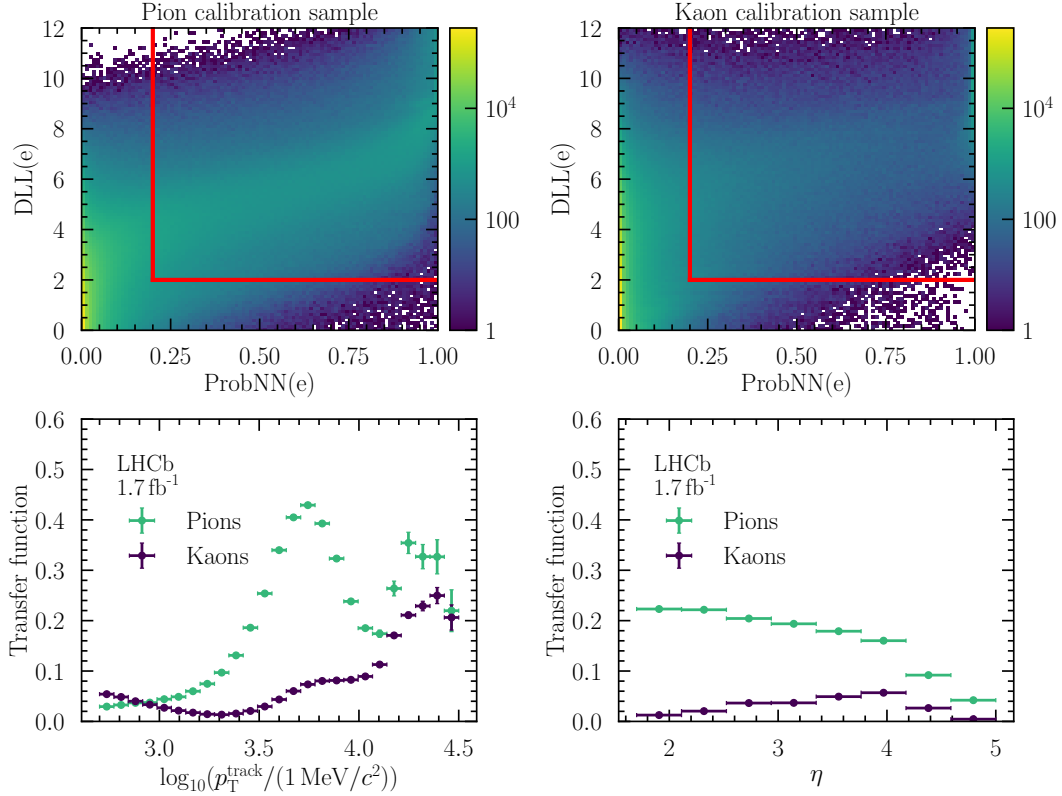 Pion calibration sample
12
10
8
6
4
2
0
DLL(e)
0.00 0.25 0.50 0.75 1.00
ProbNN(e)
10⁴
100
1
Kaon calibration sample
12
10
8
6
4
2
0
DLL(e)
0.00 0.25 0.50 0.75 1.00
ProbNN(e)
10⁴
100
1
0.6
0.5
0.4
0.3
0.2
0.1
0.0
Transfer function
LHCb
1.7 fb⁻¹
Pions
Kaons
3.0 3.5 4.0 4.5
log₁₀(p_T^track/(1 MeV/c²))
0.6
0.5
0.4
0.3
0.2
0.1
0.0
Transfer function
LHCb
1.7 fb⁻¹
Pions
Kaons
2 3 4 5
η